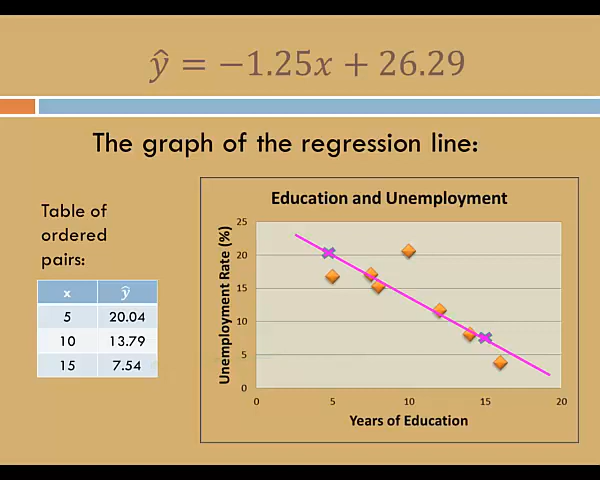 ŷ = −1.25x + 26.29
The graph of the regression line:
Table of
ordered
pairs:
x ŷ
5 20.04
10 13.79
15 7.54
Education and Unemployment
Unemployment Rate (%)
25
20
15
10
5
0
0 5 10 15 20
Years of Education